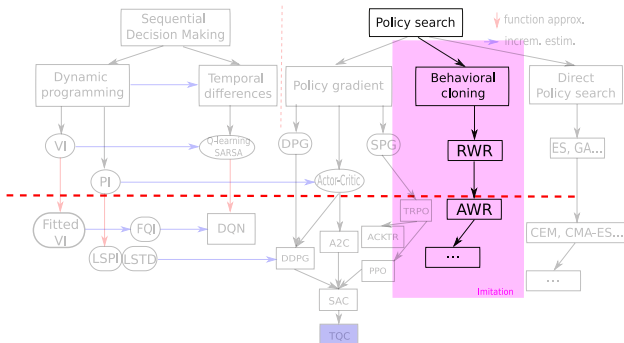 Sequential
Decision Making
Policy search
function approx.
increm. estim.
Dynamic
programming
Temporal
differences
Policy gradient
Behavioral
cloning
Direct
Policy search
VI
Q-learning
SARSA
DPG
SPG
RWR
ES, GA...
PI
Actor-Critic
Fitted
VI
FQI
DQN
TRPO
AWR
A2C
ACKTR
CEM, CMA-ES...
LSPI
LSTD
DDPG
PPO
...
...
Imitation
SAC
TQC